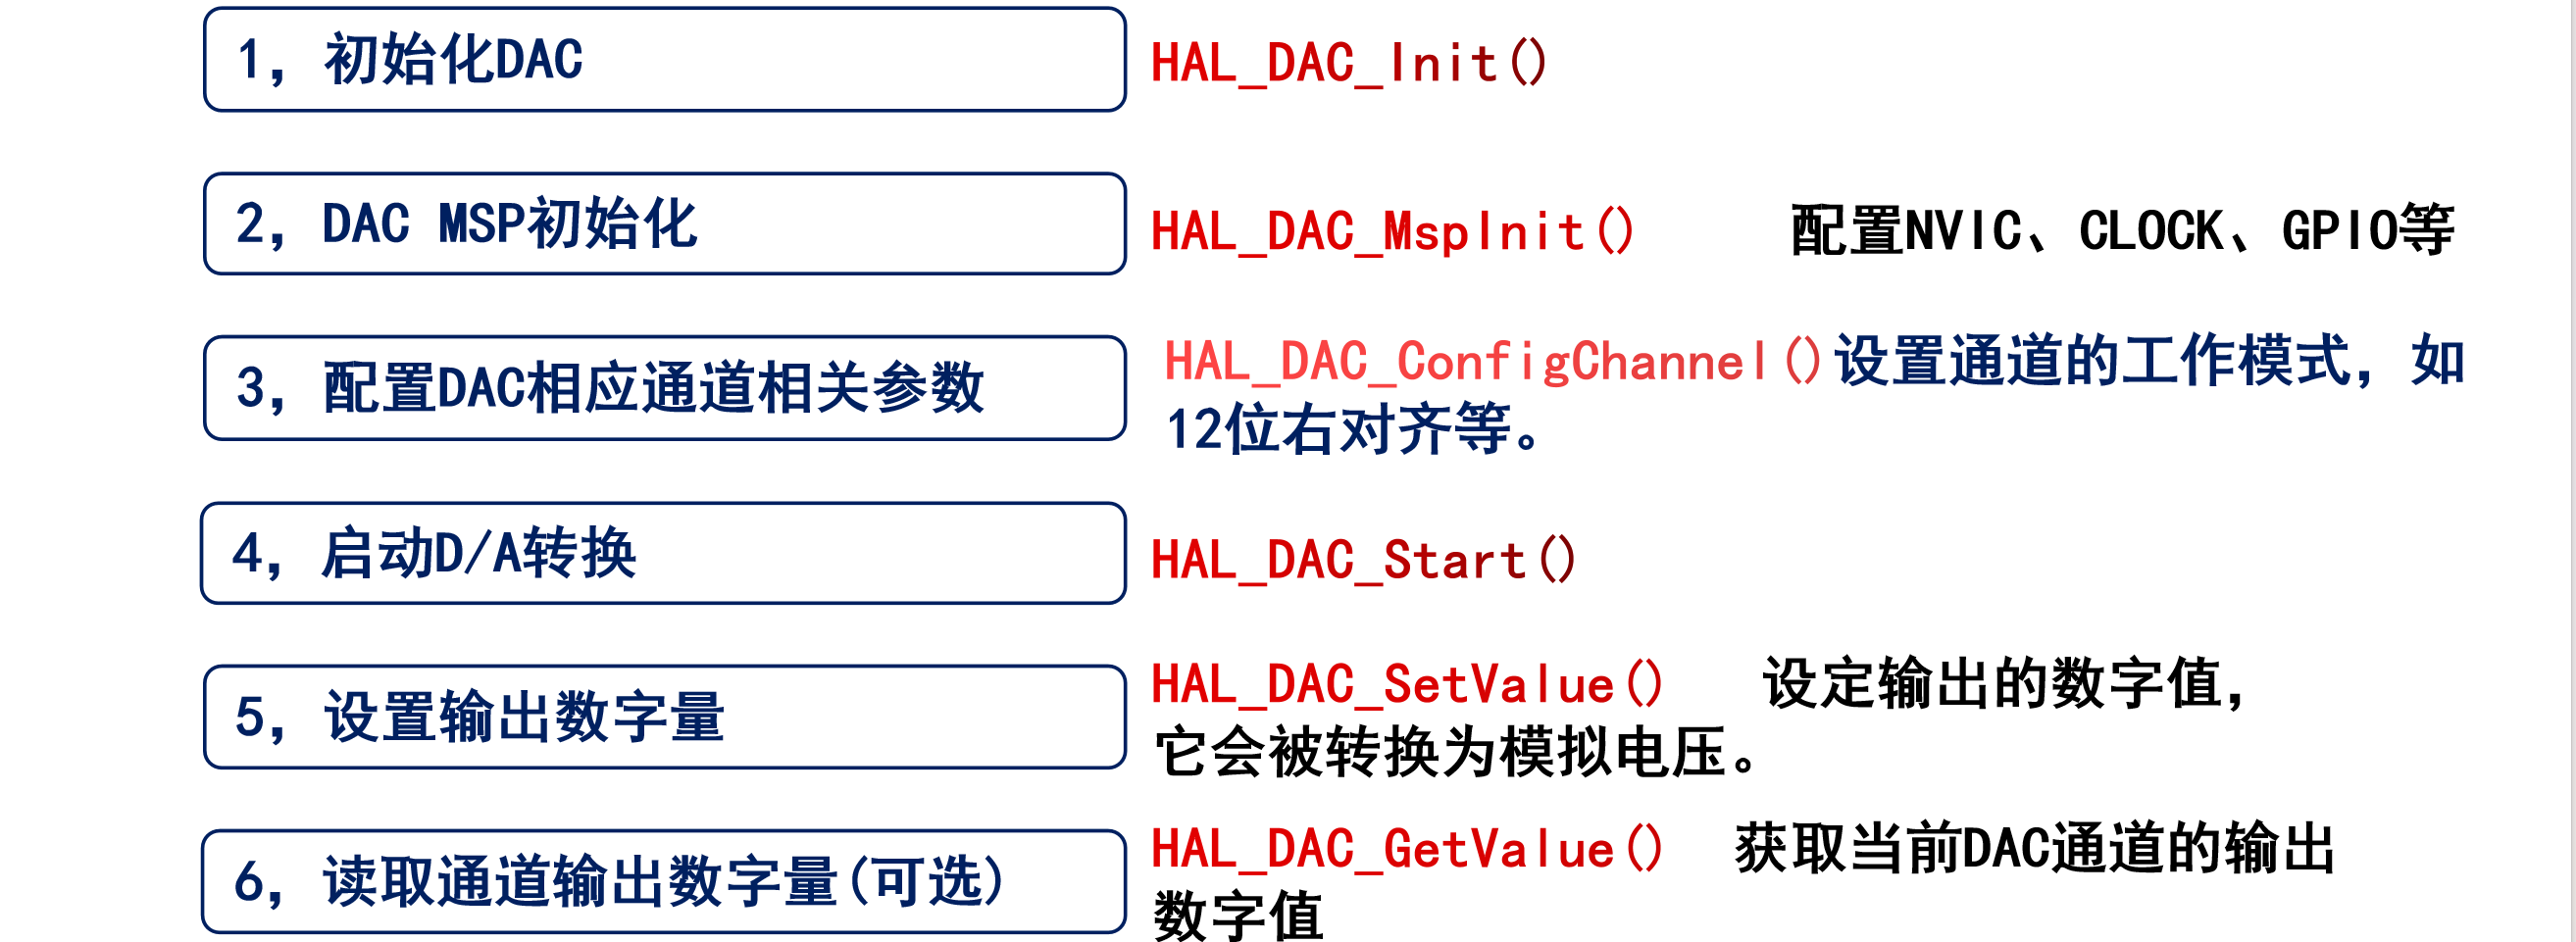 1，初始化DAC
HAL_DAC_Init()
2，DAC MSP初始化
HAL_DAC_MspInit() 配置NVIC、CLOCK、GPIO等
3，配置DAC相应通道相关参数
HAL_DAC_ConfigChannel()设置通道的工作模式，如
12位右对齐等。
4，启动D/A转换
HAL_DAC_Start()
5，设置输出数字量
HAL_DAC_SetValue() 设定输出的数字值，
它会被转换为模拟电压。
6，读取通道输出数字量(可选)
HAL_DAC_GetValue() 获取当前DAC通道的输出
数字值